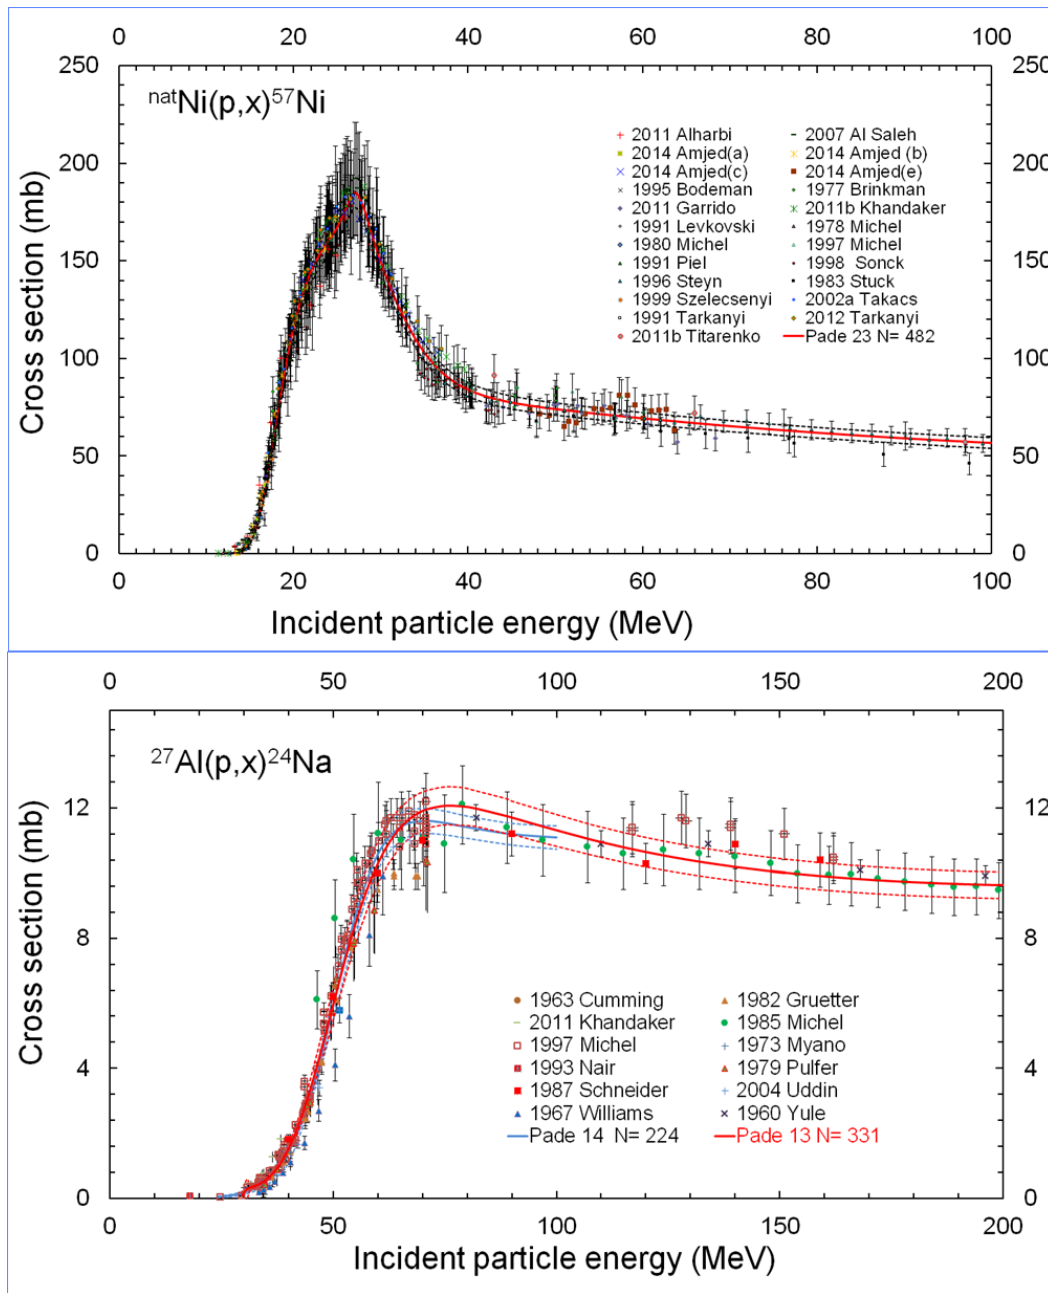 0 20 40 60 80 100
250 250
natNi(p,x)57Ni
2011 Alharbi 2007 Al Saleh
2014 Amjed(a) 2014 Amjed (b)
2014 Amjed(c) 2014 Amjed(e)
1995 Bodeman 1977 Brinkman
2011 Garrido 2011b Khandaker
1991 Levkovski 1978 Michel
1980 Michel 1997 Michel
1991 Piel 1998 Sonck
1996 Steyn 1983 Stuck
1999 Szelecsenyi 2002a Takacs
1991 Tarkanyi 2012 Tarkanyi
2011b Titarenko Pade 23 N= 482
200 200
150 150
100 100
50 50
0 0
Cross section (mb)
0 20 40 60 80 100
Incident particle energy (MeV)
0 50 100 150 200
27Al(p,x)24Na
12 12
8 8
4 4
0 0
Cross section (mb)
1963 Cumming 1982 Gruetter
2011 Khandaker 1985 Michel
1997 Michel 1973 Myano
1993 Nair 1979 Pulfer
1987 Schneider 2004 Uddin
1967 Williams 1960 Yule
Pade 14 N= 224 Pade 13 N= 331
0 50 100 150 200
Incident particle energy (MeV)